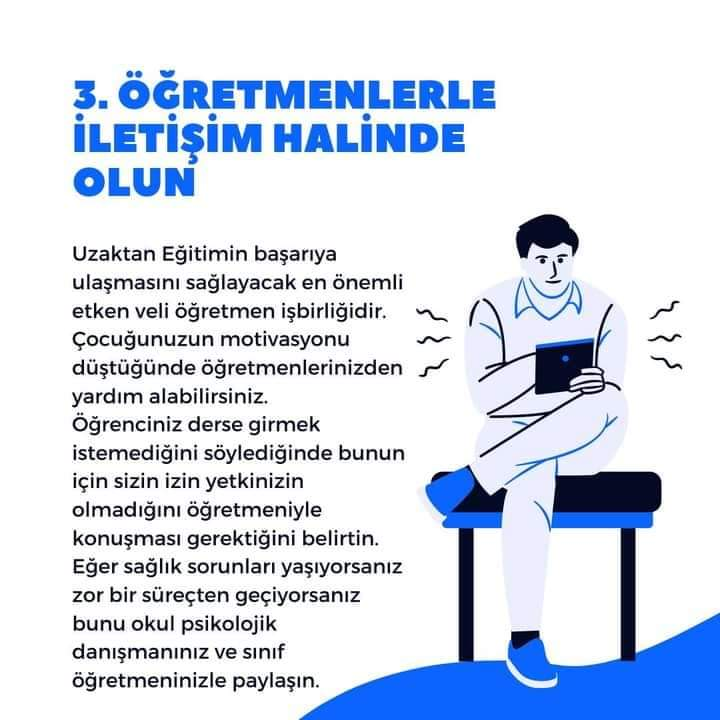 3. ÖĞRETMENLERLE
İLETİŞİM HALİNDE
OLUN
Uzaktan Eğitimin başarıya
ulaşmasını sağlayacak en önemli
etken veli öğretmen işbirliğidir.
Çocuğunuzun motivasyonu
düştüğünde öğretmenlerinizden
yardım alabilirsiniz.
Öğrenciniz derse girmek
istemediğini söylediğinde bunun
için sizin izin yetkinizin
olmadığını öğretmeniyle
konuşması gerektiğini belirtin.
Eğer sağlık sorunları yaşıyorsanız
zor bir süreçten geçiyorsanız
bunu okul psikolojik
danışmanınız ve sınıf
öğretmeninizle paylaşın.